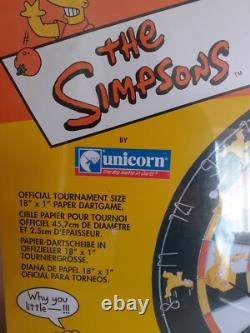 the
SIMPSONS
BY
unicorn
The Big Name in Darts
OFFICIAL TOURNAMENT SIZE
18" x 1" PAPER DARTGAME.
CIBLE PAPIER POUR TOURNOI
OFFICIEL 45,7cm DE DIAMETRE
ET 2,5cm D'EPAISSEUR.
PAPIER-DARTSCHEIBE IN
OFFIZIELLER 18" x 1"
TOURNIERGRÖSSE.
DIANA DE PAPEL 18" x 1"
OFICIAL PARA TORNEOS.
Why you
little—!!!